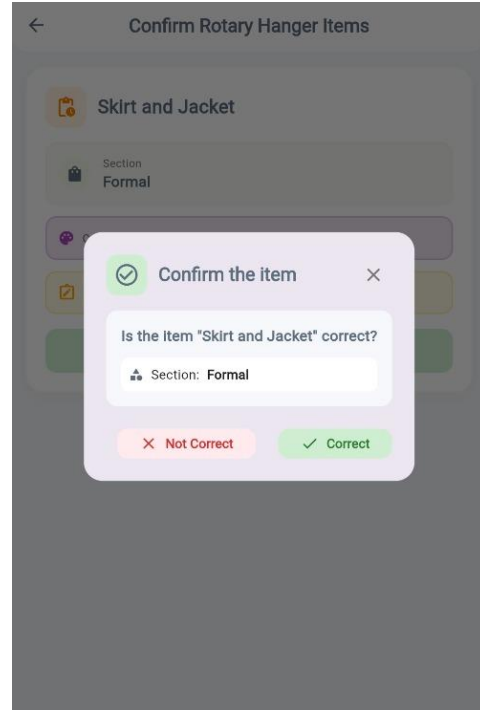 Confirm Rotary Hanger Items
Skirt and Jacket
Section
Formal
Confirm the item
Is the item "Skirt and Jacket" correct?
Section: Formal
Not Correct
Correct